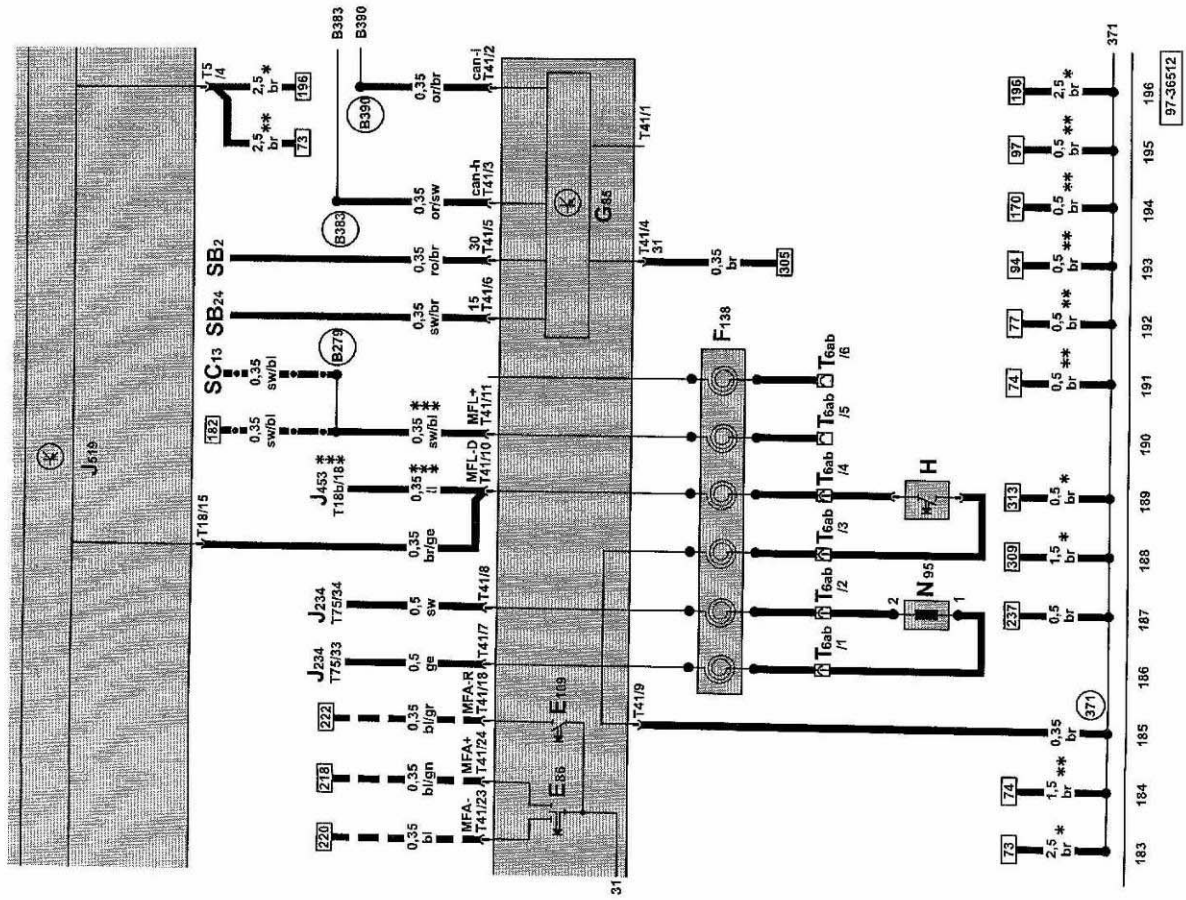 J519
T5
/4
2,5 **
br
73
2,5 *
br
196
T18/15
B383
B390
220
0,35
bl
MFA-
T41/23
218
0,35
bl/gn
MFA+
T41/24
222
0,35
bl/gr
MFA-R
T41/18
J234
T75/33
0,5
ge
T41/7
J234
T75/34
0,5
sw
T41/8
0,35
br/ge
J453 **
T18b/18*
0,35 **
li *
MFL-D
T41/10
182
0,35
sw/bl
0,35 *
sw/bl **
MFL+
T41/11
SC13
0,35
sw/bl
B279
SB24
0,35
sw/br
15
T41/6
SB2
0,35
ro/br
30
T41/5
B383
0,35
or/sw
can-h
T41/3
B390
0,35
or/br
can-l
T41/2
E86
E109
G85
31
T41/9
T41/4
31
T41/1
0,35
br
305
F138
T6ab
/1
T6ab
/2
T6ab
/3
T6ab
/4
T6ab
/5
T6ab
/6
2
N95
1
H
73
2,5 *
br
74
1,5 **
br
0,35
br
371
237
0,5
br
309
1,5 *
br
313
0,5 *
br
74
0,5 **
br
77
0,5 **
br
94
0,5 **
br
170
0,5 **
br
97
0,5 **
br
196
2,5 *
br
371
183 184 185 186 187 188 189 190 191 192 193 194 195 196
97-36512